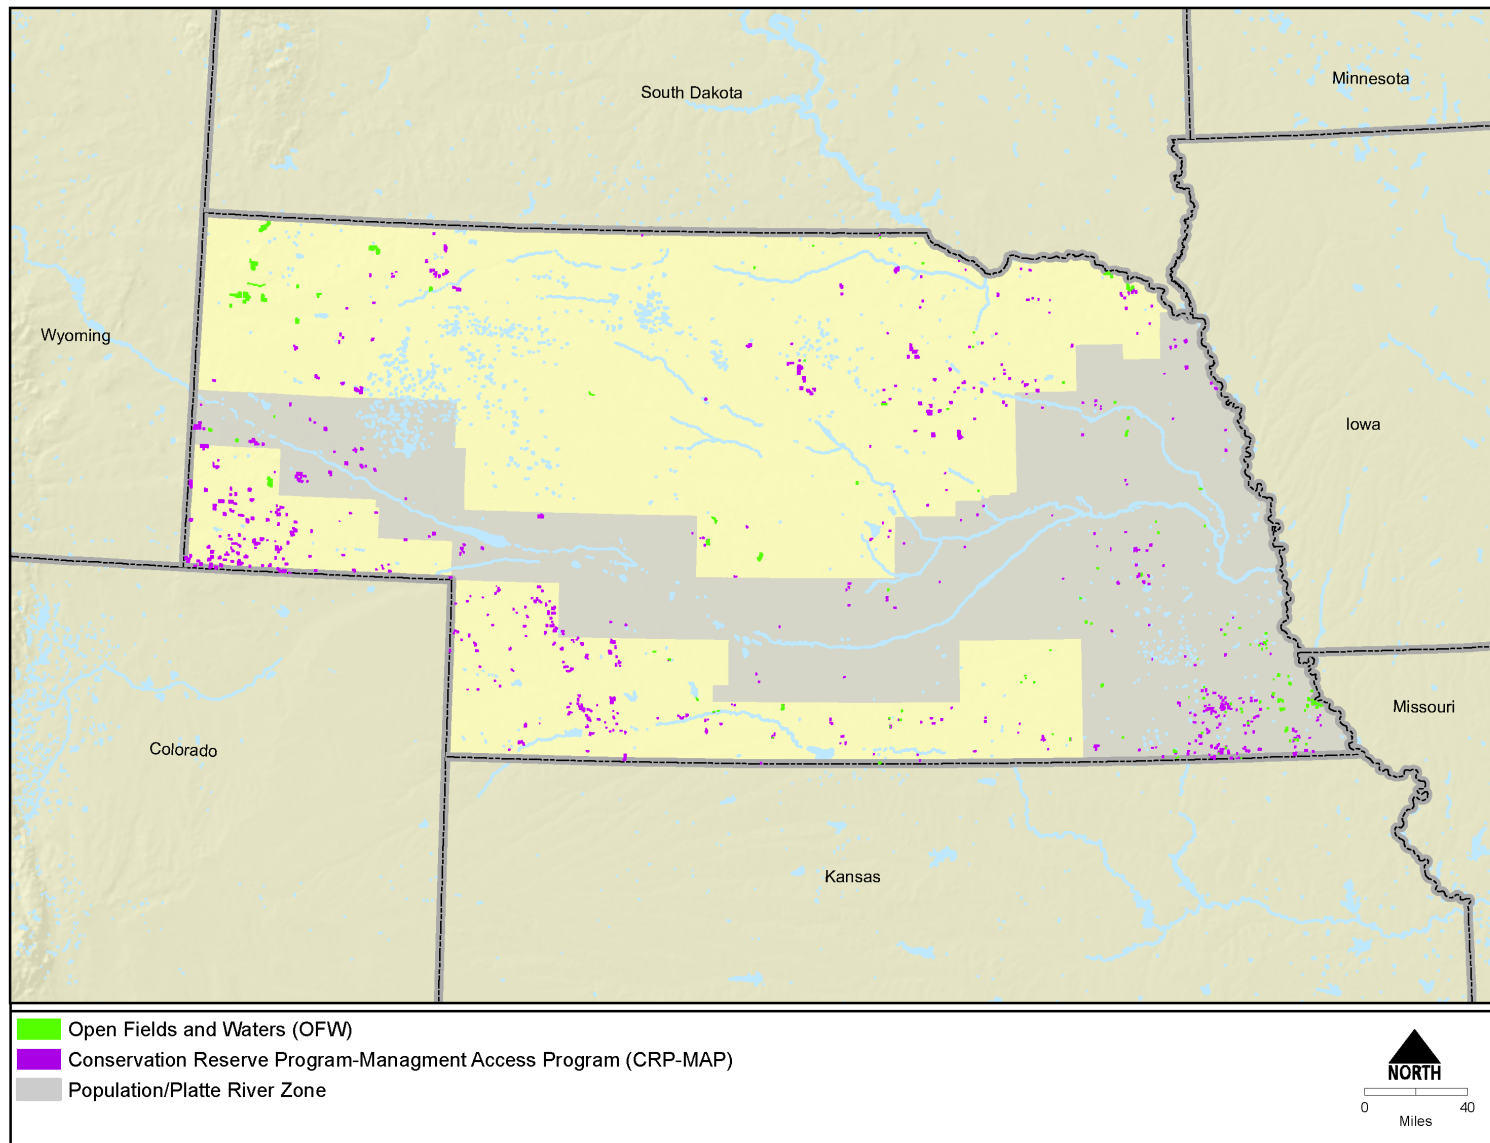 South Dakota
Minnesota
Wyoming
Iowa
Missouri
Colorado
Kansas
Open Fields and Waters (OFW)
Conservation Reserve Program-Managment Access Program (CRP-MAP)
Population/Platte River Zone
NORTH
0 40
Miles